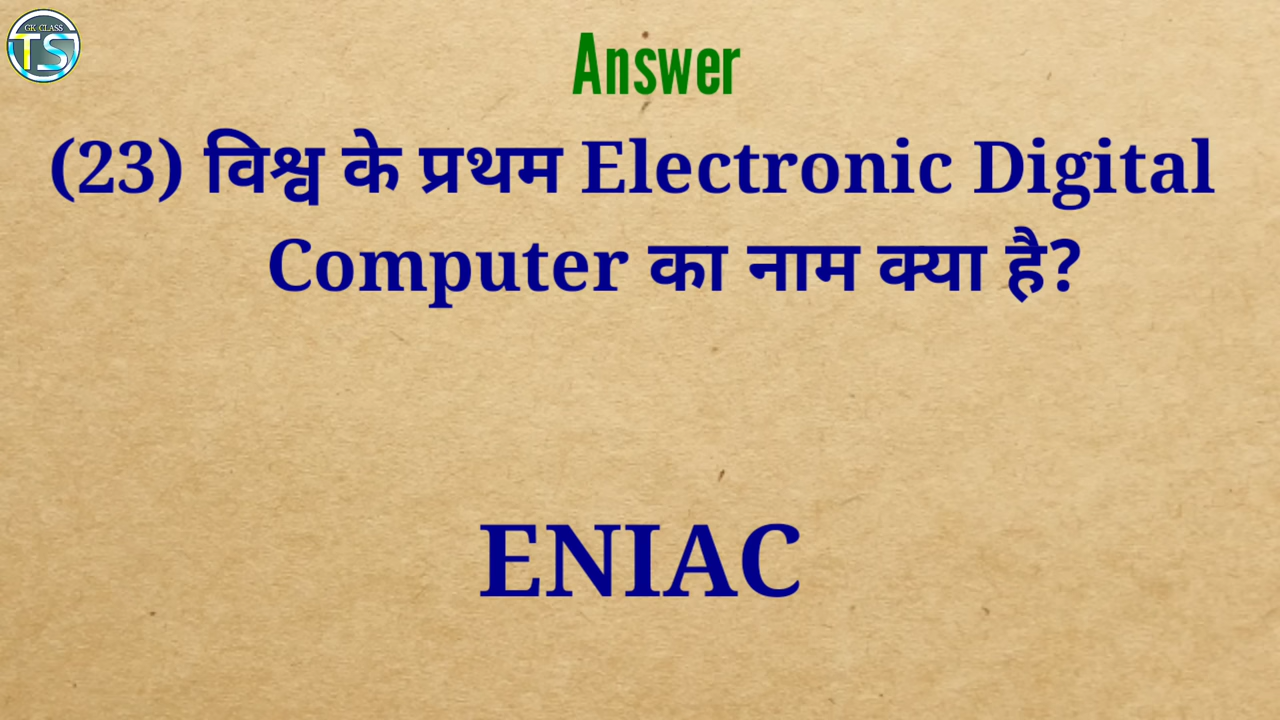 GK CLASS
TS
Answer
(23) विश्व के प्रथम Electronic Digital
Computer का नाम क्या है?
ENIAC